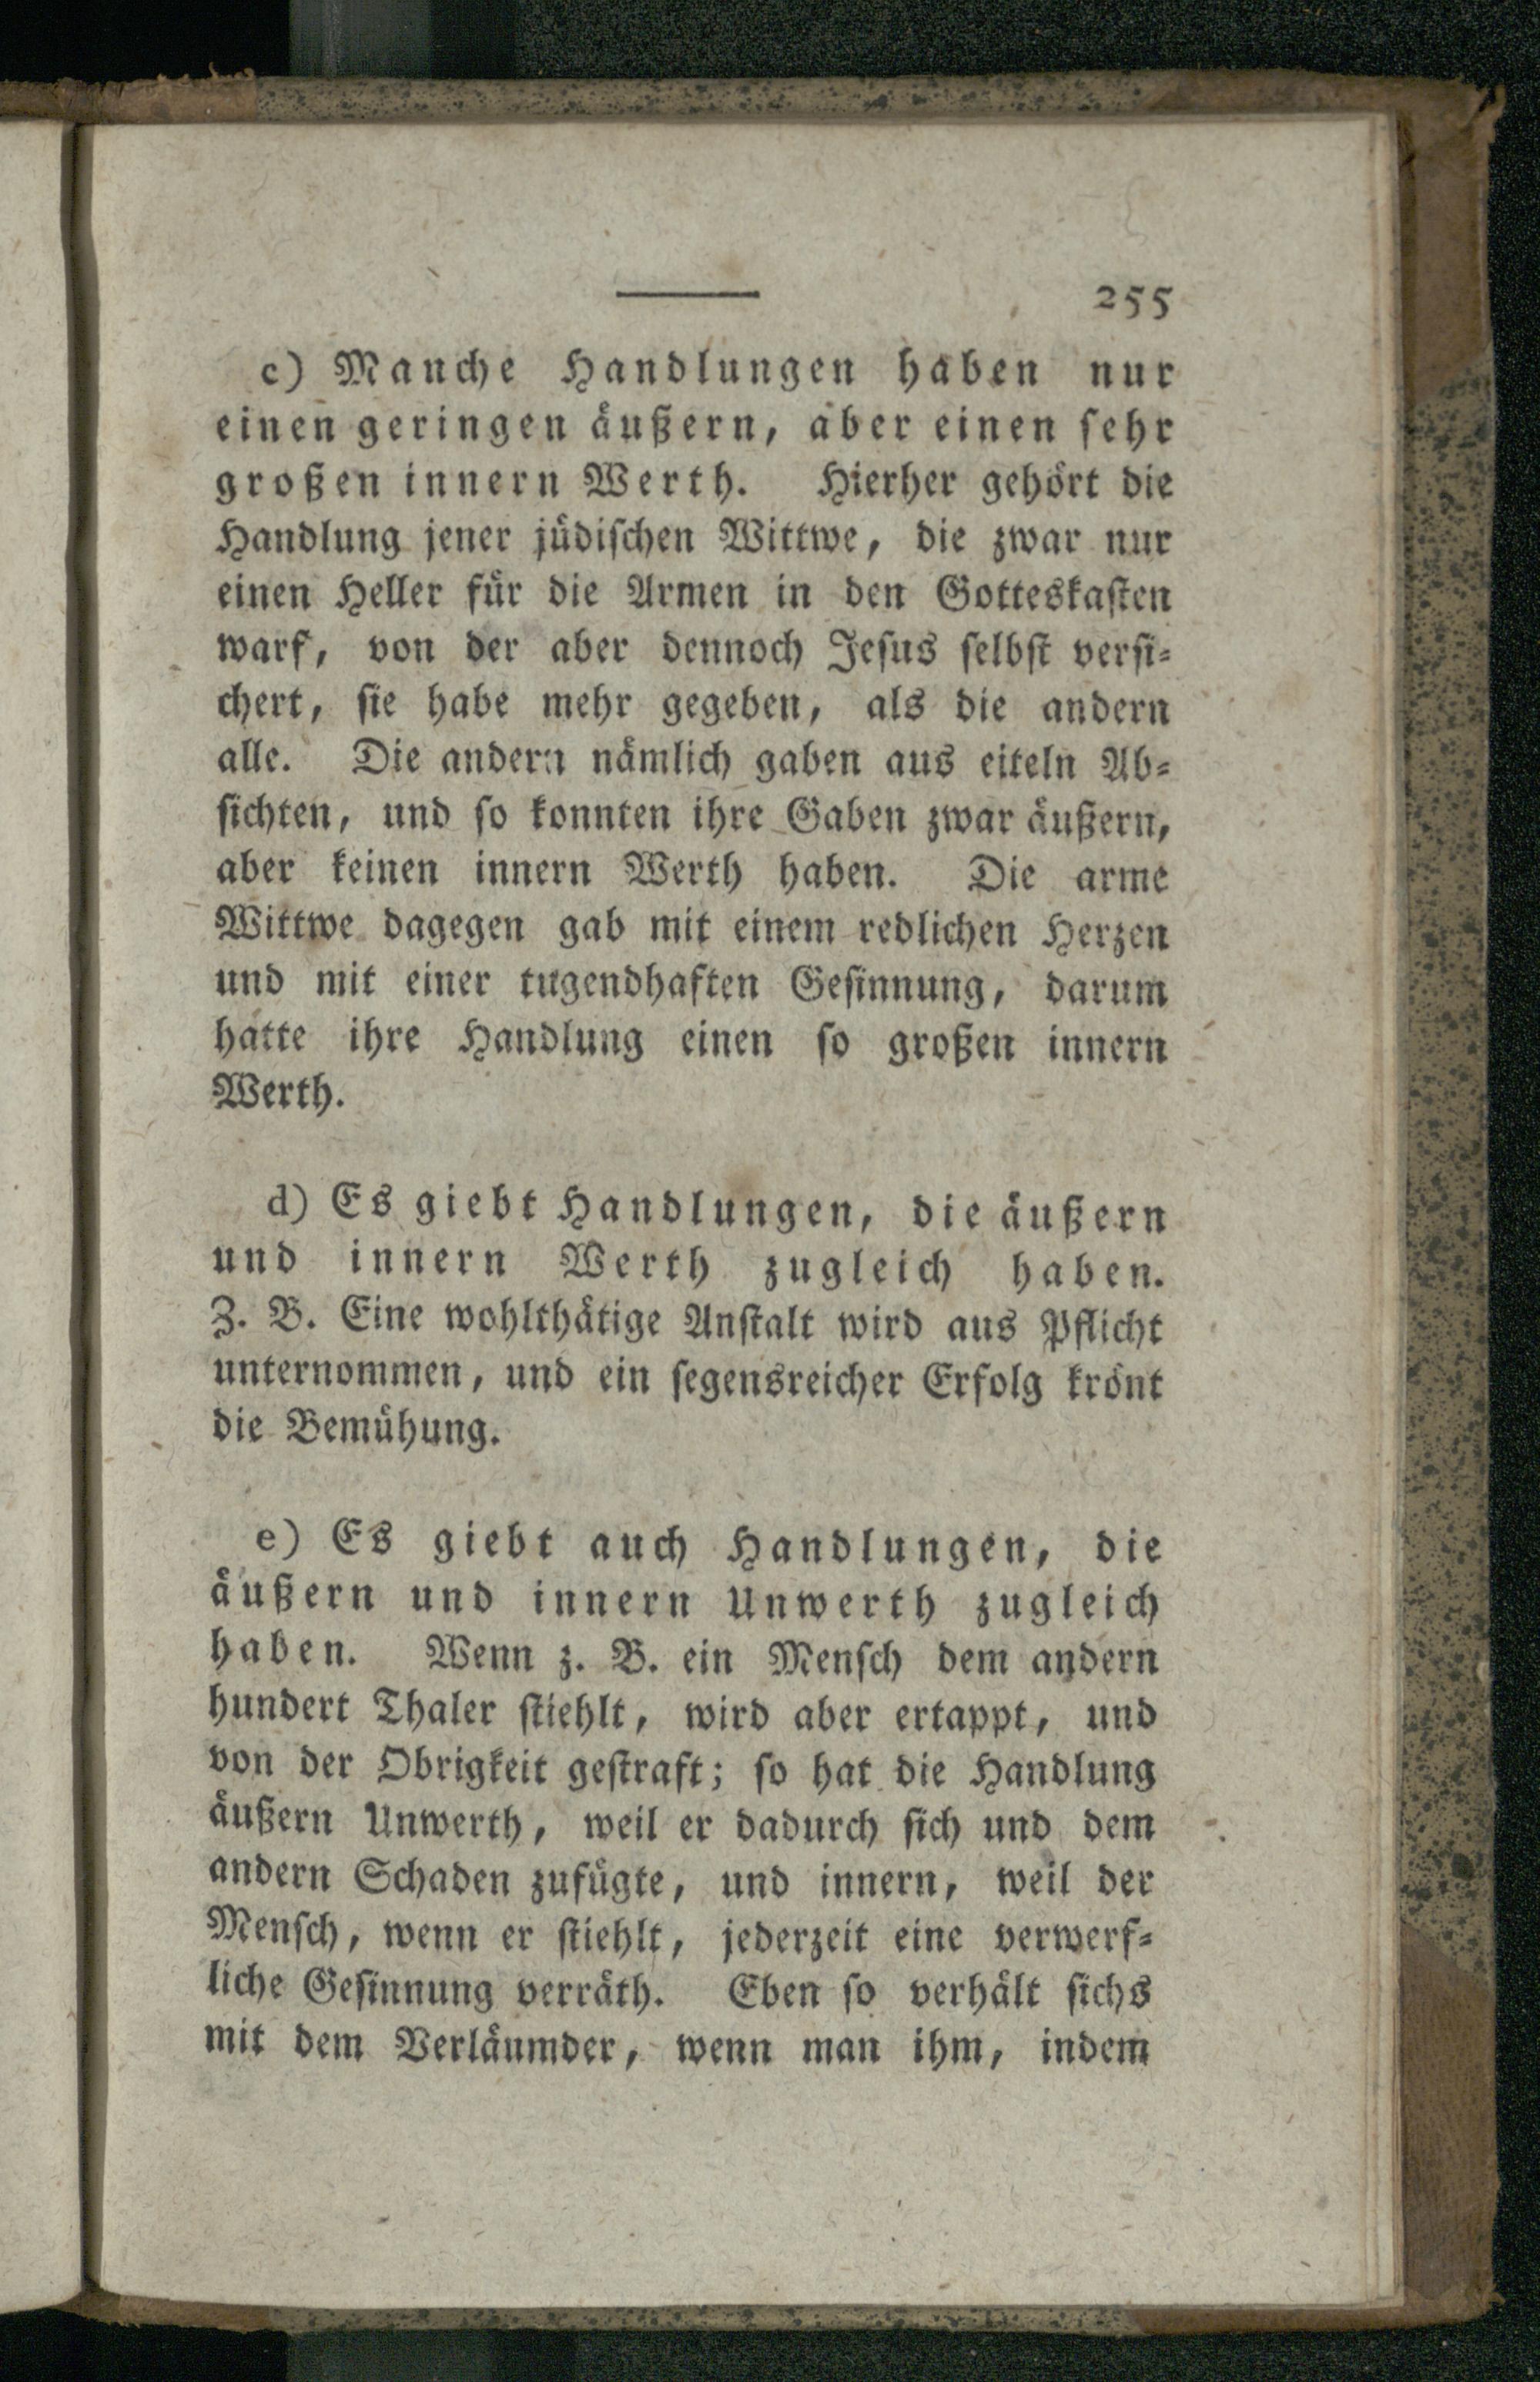 255
c) Manche Handlungen haben nur
einen geringen äußern, aber einen sehr
großen innern Werth. Hierher gehört die
Handlung jener jüdischen Wittwe, die zwar nur
einen Heller für die Armen in den Gotteskasten
warf, von der aber dennoch Jesus selbst versi-
chert, sie habe mehr gegeben, als die andern
alle. Die andern nämlich gaben aus eiteln Ab-
sichten, und so konnten ihre Gaben zwar äußern,
aber keinen innern Werth haben. Die arme
Wittwe dagegen gab mit einem redlichen Herzen
und mit einer tugendhaften Gesinnung, darum
hatte ihre Handlung einen so großen innern
Werth.
d) Es giebt Handlungen, die äußern
und innern Werth zugleich haben.
Z. B. Eine wohlthätige Anstalt wird aus Pflicht
unternommen, und ein segensreicher Erfolg krönt
die Bemühung.
e) Es giebt auch Handlungen, die
äußern und innern Unwerth zugleich
haben. Wenn z. B. ein Mensch dem andern
hundert Thaler stiehlt, wird aber ertappt, und
von der Obrigkeit gestraft; so hat die Handlung
äußern Unwerth, weil er dadurch sich und dem
andern Schaden zufügte, und innern, weil der
Mensch, wenn er stiehlt, jederzeit eine verwerf-
liche Gesinnung verräth. Eben so verhält sichs
mit dem Verläumder, wenn man ihm, indem